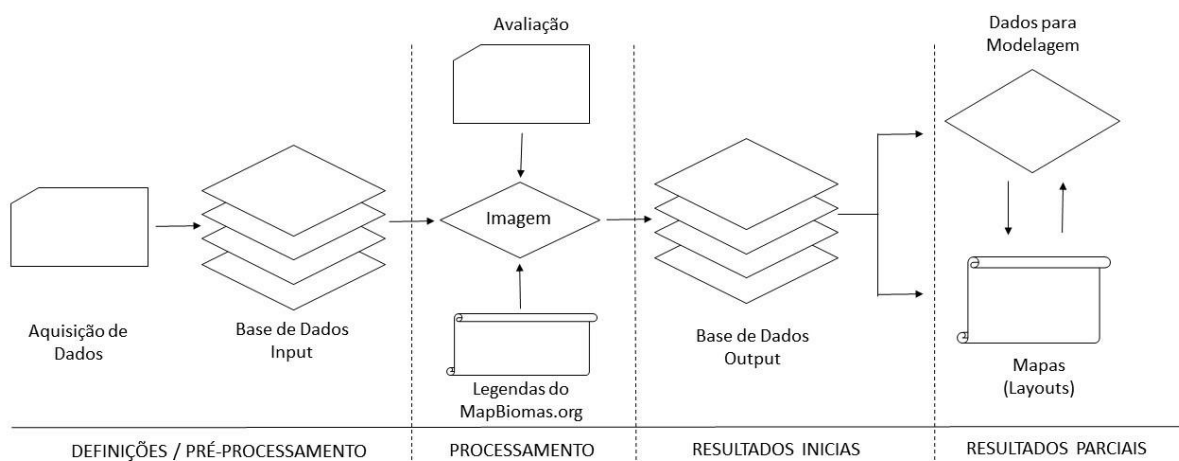 Avaliação
Dados para
Modelagem
Imagem
Aquisição de
Dados
Base de Dados
Input
Legendas do
MapBiomas.org
Base de Dados
Output
Mapas
(Layouts)
DEFINIÇÕES / PRÉ-PROCESSAMENTO
PROCESSAMENTO
RESULTADOS INICIAS
RESULTADOS PARCIAIS